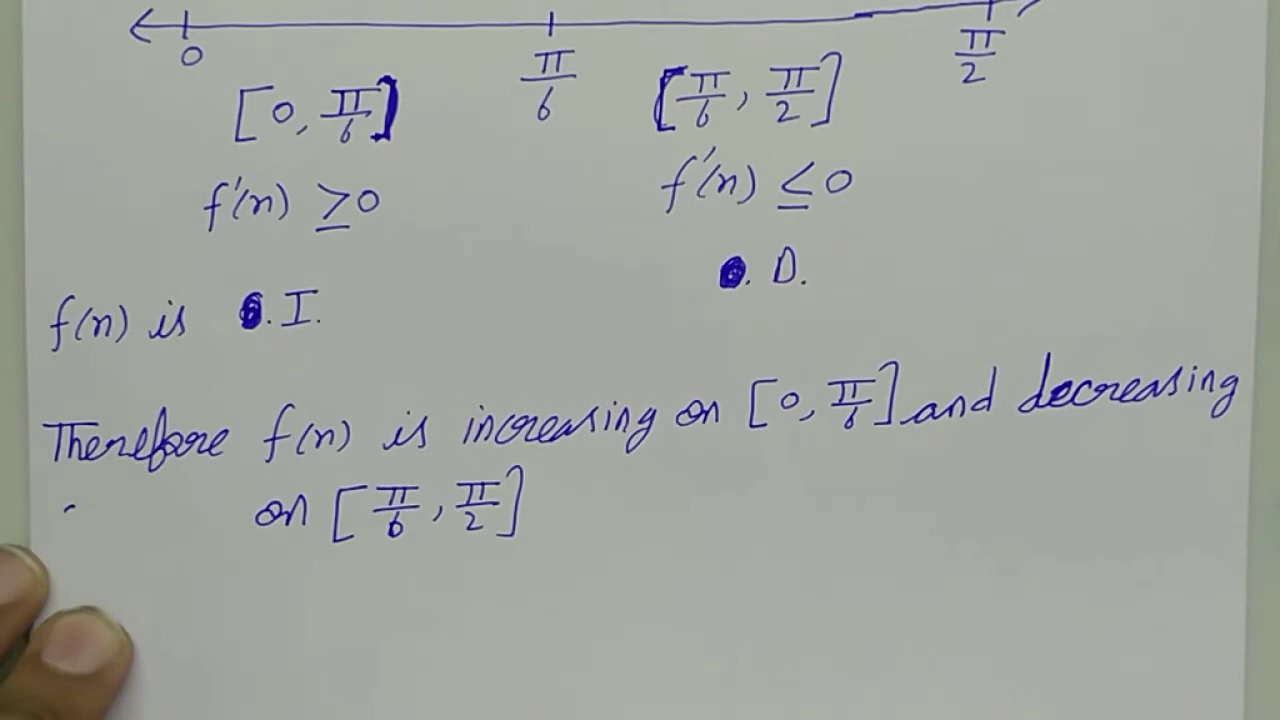 0 π/6 π/2
[0, π/6] [π/6, π/2]
f'(n) ≥ 0 f'(n) ≤ 0
. D.
f(n) is . I.
Therefore f(n) is increasing on [0, π/6] and decreasing
on [π/6, π/2]